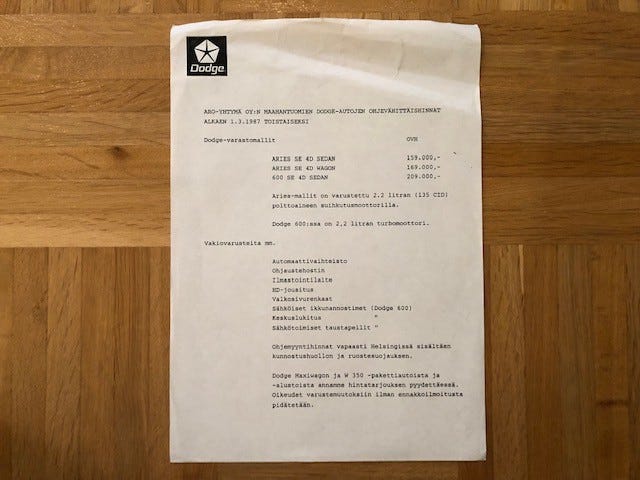 Dodge
ARO-YHTYMÄ OY:N MAAHANTUOMIEN DODGE-AUTOJEN OHJEVÄHITTÄISHINNAT
ALKAEN 1.3.1987 TOISTAISEKSI
Dodge-varastomallit OVH
ARIES SE 4D SEDAN 159.000,-
ARIES SE 4D WAGON 169.000,-
600 SE 4D SEDAN 209.000,-
Aries-mallit on varustettu 2.2 litran (135 CID)
polttoaineen suihkutusmoottorilla.
Dodge 600:ssa on 2,2 litran turbomoottori.
Vakiovarusteita mm.
Automaattivaihteisto
Ohjaustehostin
Ilmastointilaite
HD-jousitus
Valkosivurenkaat
Sähköiset ikkunannostimet (Dodge 600)
Keskuslukitus "
Sähkötoimiset taustapeilit "
Ohjemyyntihinnat vapaasti Helsingissä sisältäen
kunnostushuollon ja ruostesuojauksen.
Dodge Maxiwagon ja W 350 -pakettiautoista ja
-alustoista annamme hintatarjouksen pyydettäessä.
Oikeudet varustemuutoksiin ilman ennakkoilmoitusta
pidätetään.